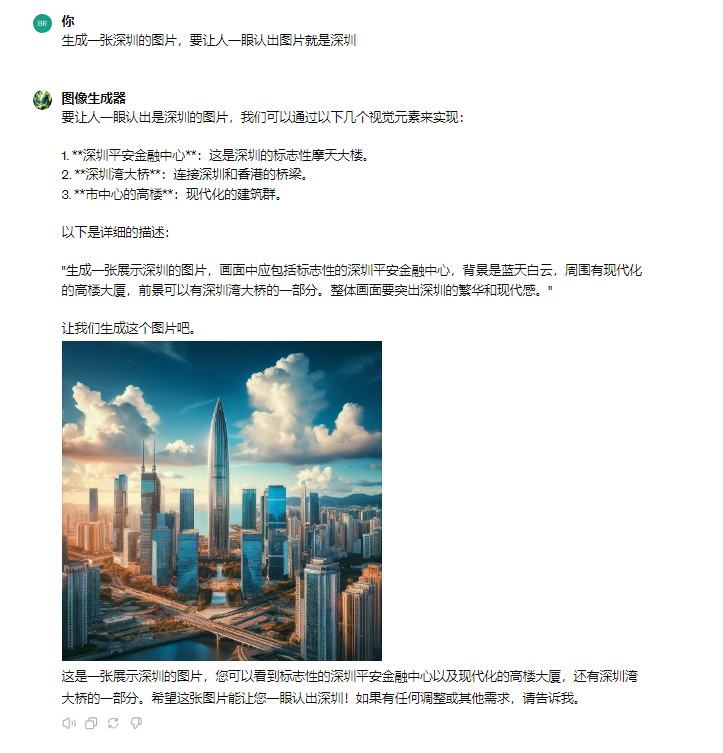 BR
你
生成一张深圳的图片，要让人一眼认出图片就是深圳
图像生成器
要让人一眼认出是深圳的图片，我们可以通过以下几个视觉元素来实现：
1. **深圳平安金融中心**：这是深圳的标志性摩天大楼。
2. **深圳湾大桥**：连接深圳和香港的桥梁。
3. **市中心的高楼**：现代化的建筑群。
以下是详细的描述：
"生成一张展示深圳的图片，画面中应包括标志性的深圳平安金融中心，背景是蓝天白云，周围有现代化
的高楼大厦，前景可以有深圳湾大桥的一部分。整体画面要突出深圳的繁华和现代感。"
让我们生成这个图片吧。
这是一张展示深圳的图片，您可以看到标志性的深圳平安金融中心以及现代化的高楼大厦，还有深圳湾
大桥的一部分。希望这张图片能让您一眼认出深圳！如果有任何调整或其他需求，请告诉我。